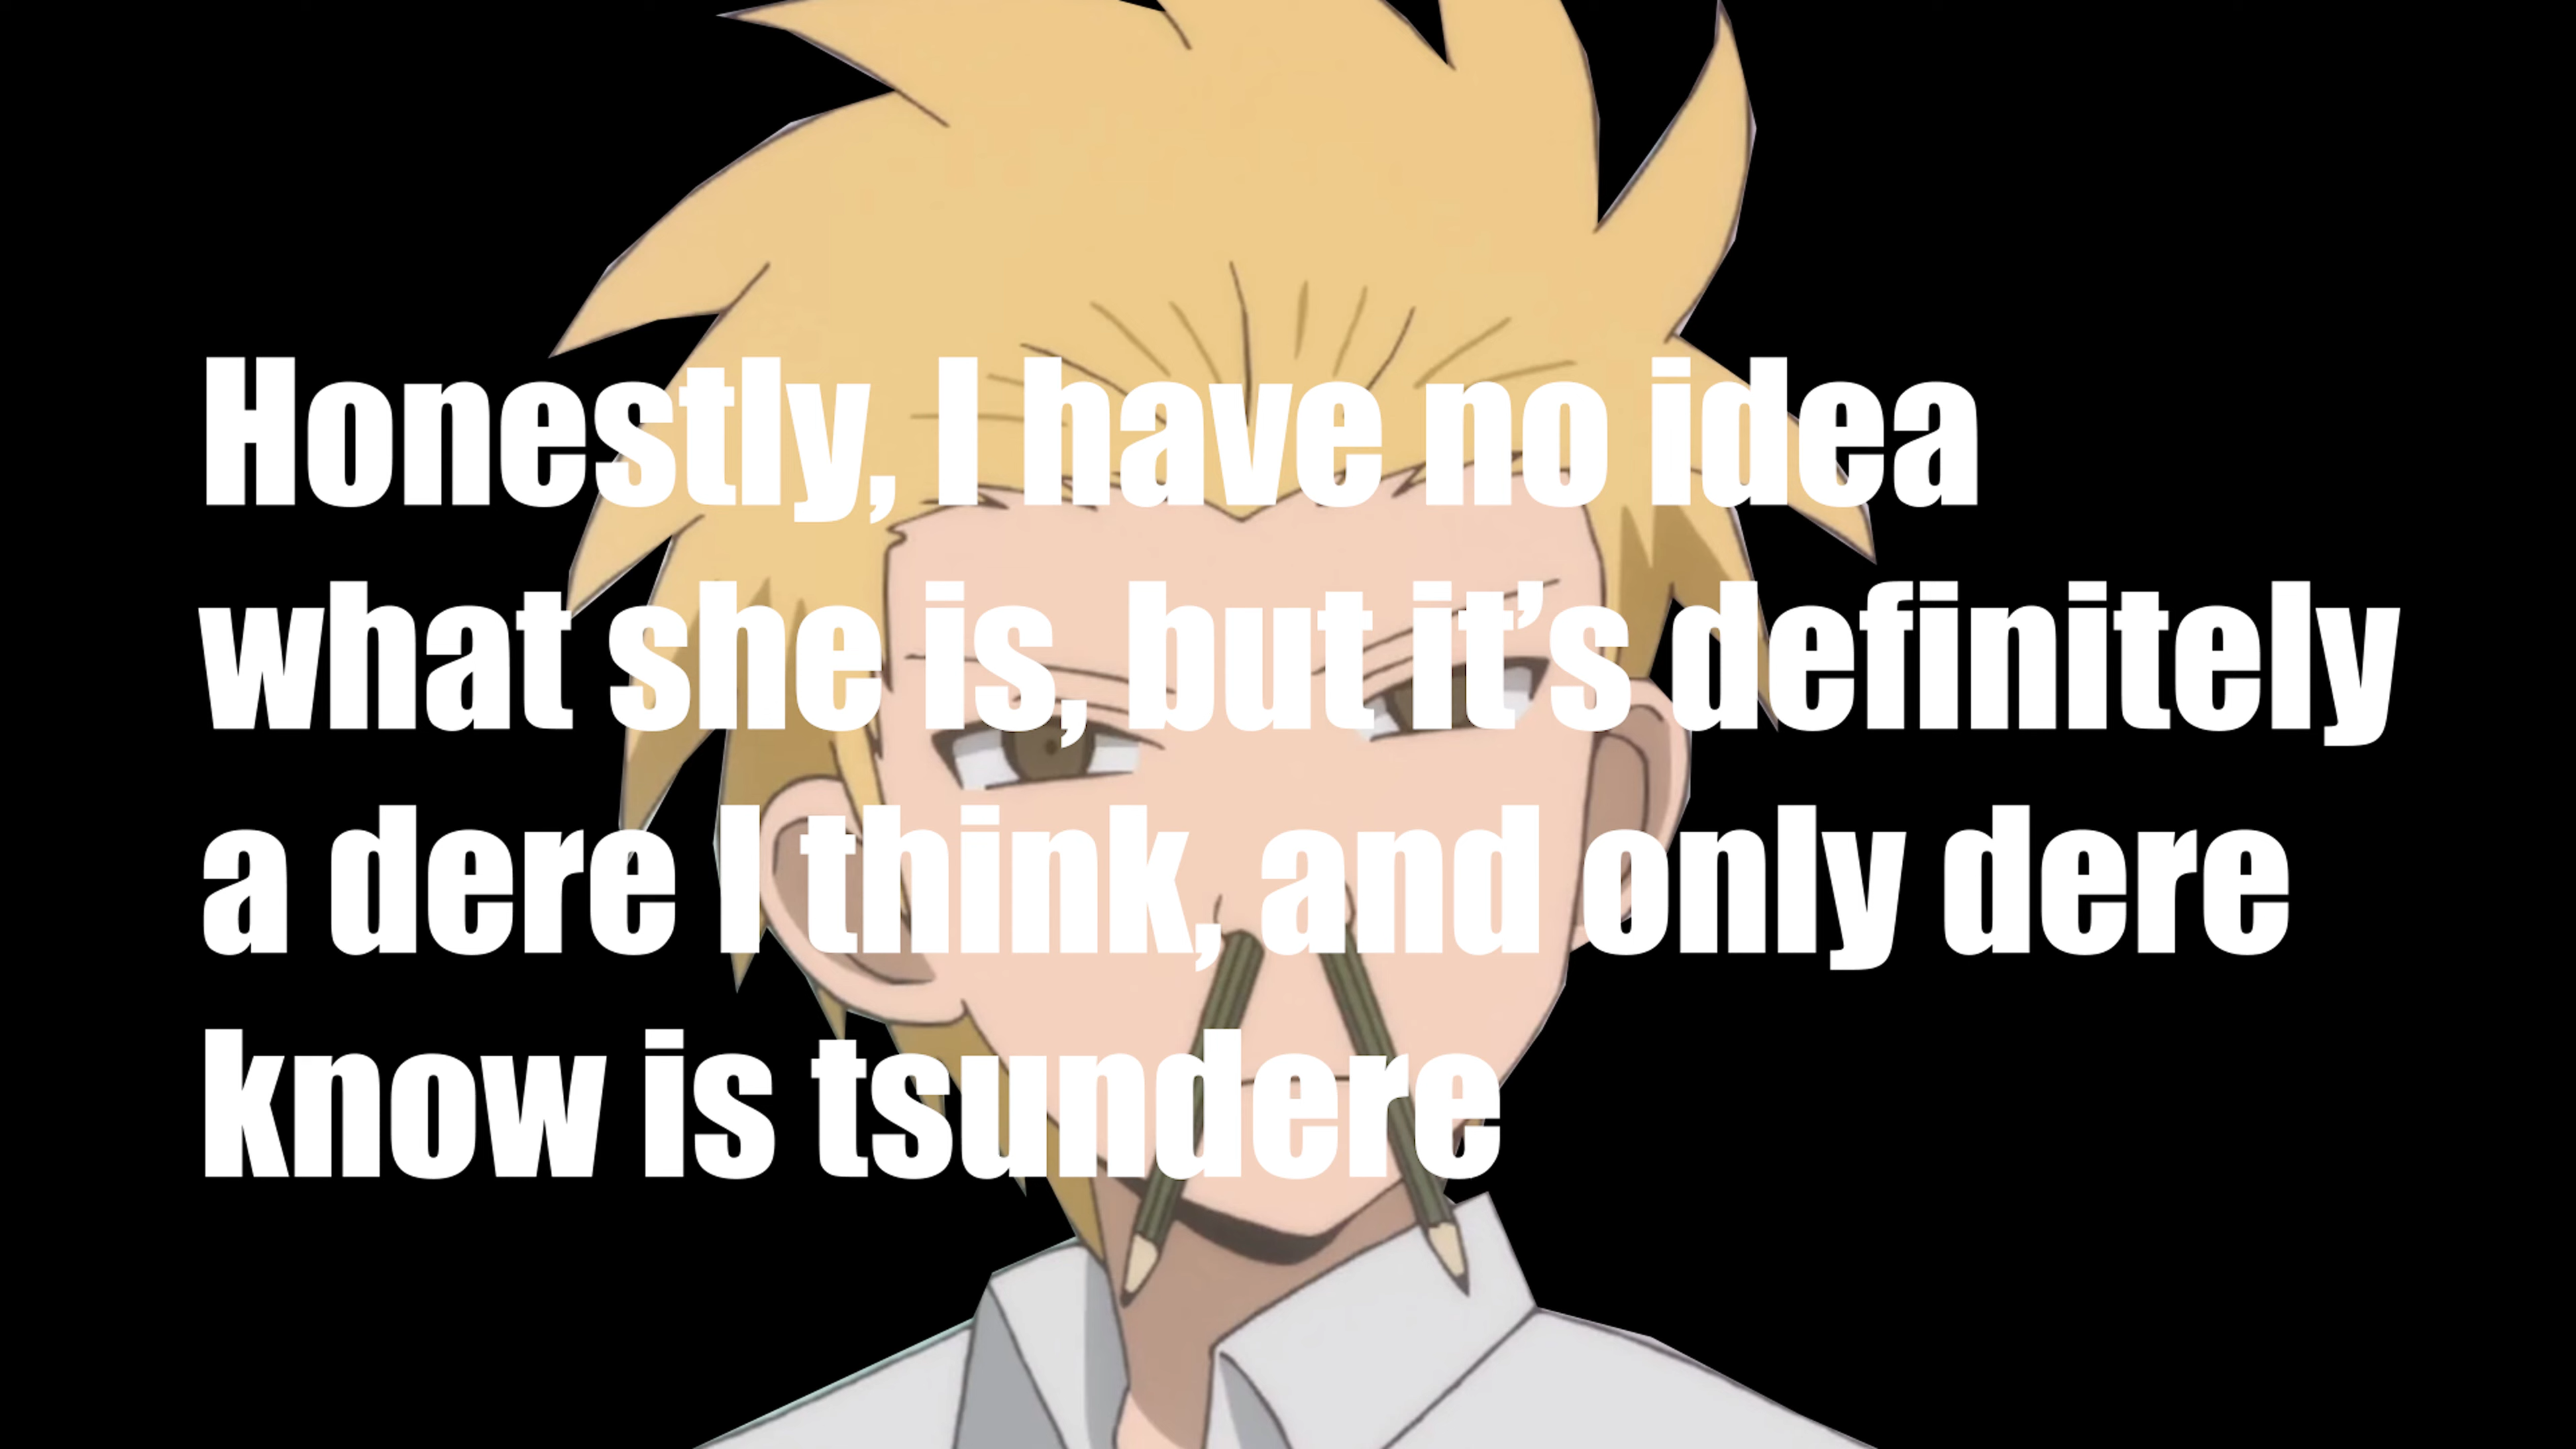 Honestly, I have no idea
what she is, but it’s definitely
a dere I think, and only dere
know is tsundere